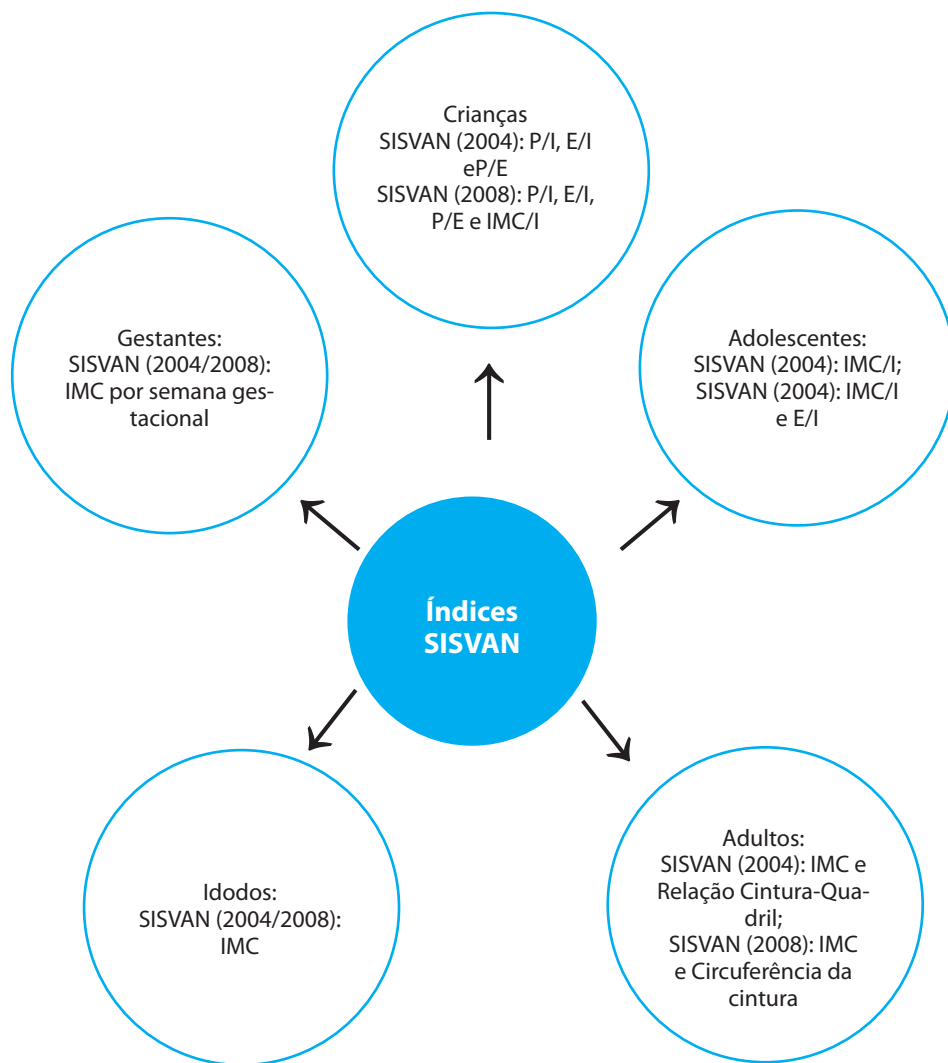 Crianças
SISVAN (2004): P/I, E/I
eP/E
SISVAN (2008): P/I, E/I,
P/E e IMC/I
Gestantes:
SISVAN (2004/2008):
IMC por semana ges-
tacional
Adolescentes:
SISVAN (2004): IMC/I;
SISVAN (2004): IMC/I
e E/I
Índices
SISVAN
Idodos:
SISVAN (2004/2008):
IMC
Adultos:
SISVAN (2004): IMC e
Relação Cintura-Qua-
dril;
SISVAN (2008): IMC
e Circuferência da
cintura